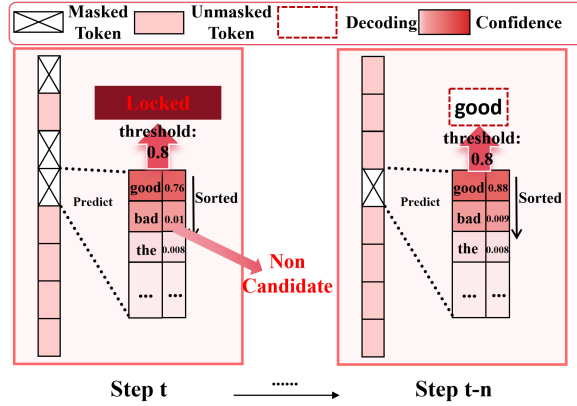 Masked Token
Unmasked Token
Decoding
Confidence
Locked
threshold:
0.8
good 0.76
bad 0.01
the 0.008
... ...
Predict
Sorted
Non
Candidate
good
threshold:
0.8
good 0.88
bad 0.009
the 0.008
... ...
Predict
Sorted
Step t
......
Step t-n